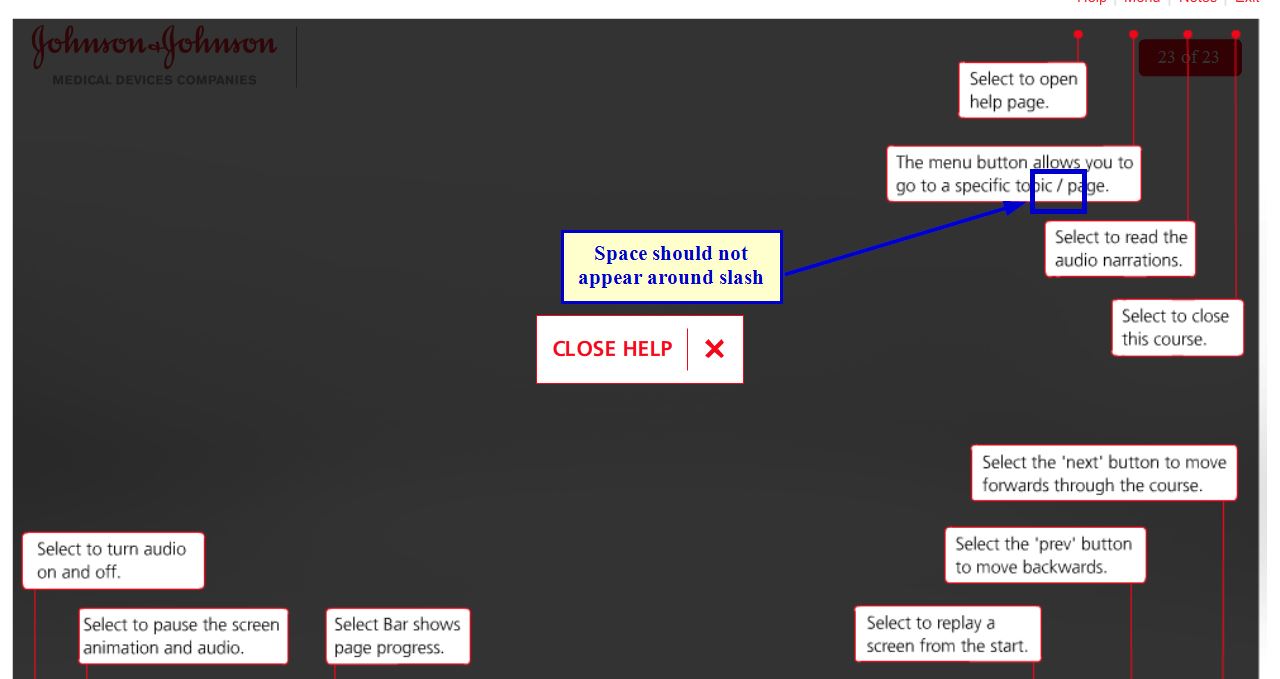 Help | Menu | Notes | Exit
Johnson & Johnson
MEDICAL DEVICES COMPANIES
23 of 23
Select to open
help page.
The menu button allows you to
go to a specific topic / page.
Select to read the
audio narrations.
Space should not
appear around slash
Select to close
this course.
CLOSE HELP
Select the 'next' button to move
forwards through the course.
Select the 'prev' button
to move backwards.
Select to turn audio
on and off.
Select to pause the screen
animation and audio.
Select Bar shows
page progress.
Select to replay a
screen from the start.